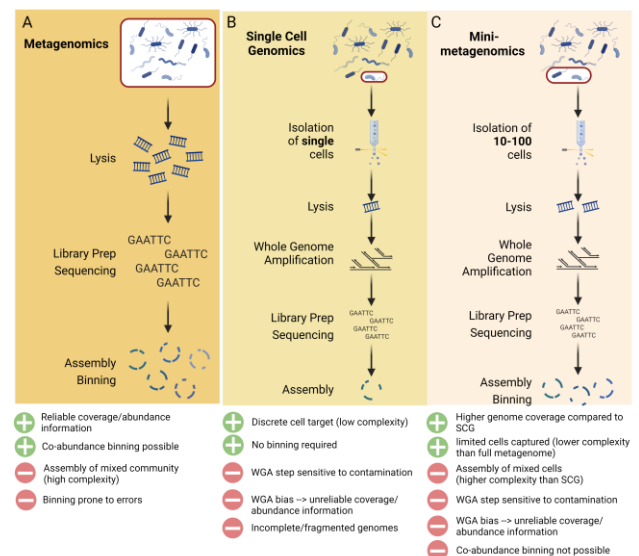 A
Metagenomics
Lysis
Library Prep
Sequencing
GAATTC
GAATTC
GAATTC
GAATTC
Assembly
Binning
Reliable coverage/abundance
information
Co-abundance binning possible
Assembly of mixed community
(high complexity)
Binning prone to errors
B
Single Cell
Genomics
Isolation
of single
cells
Lysis
Whole Genome
Amplification
Library Prep
Sequencing
GAATTC
GAATTC
GAATTC
GAATTC
Assembly
Discrete cell target (low complexity)
No binning required
WGA step sensitive to contamination
WGA bias --> unreliable coverage/
abundance information
Incomplete/fragmented genomes
C
Mini-
metagenomics
Isolation of
10-100
cells
Lysis
Whole
Genome
Amplification
Library Prep
Sequencing
GAATTC
GAATTC
GAATTC
GAATTC
Assembly
Binning
Higher genome coverage compared to
SCG
limited cells captured (lower complexity
than full metagenome)
Assembly of mixed cells
(higher complexity than SCG)
WGA step sensitive to contamination
WGA bias --> unreliable coverage/
abundance information
Co-abundance binning not possible